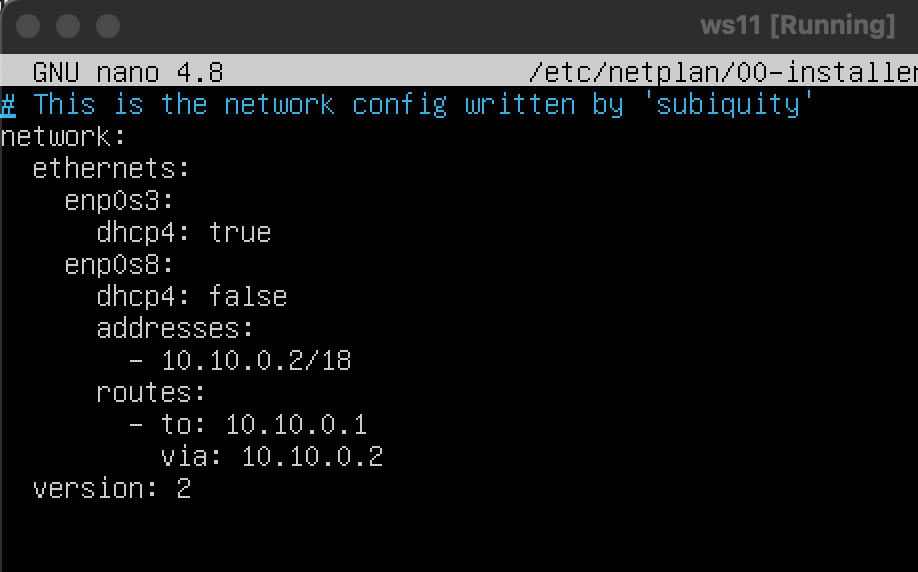 ws11 [Running]
GNU nano 4.8 /etc/netplan/00-installer
# This is the network config written by 'subiquity'
network:
  ethernets:
    enp0s3:
      dhcp4: true
    enp0s8:
      dhcp4: false
      addresses:
        - 10.10.0.2/18
      routes:
        - to: 10.10.0.1
          via: 10.10.0.2
  version: 2